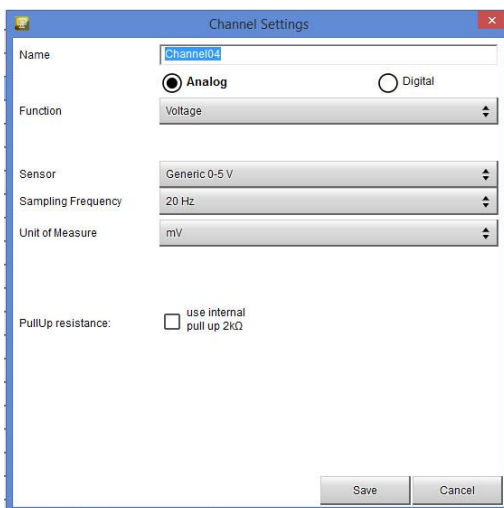 Channel Settings
Name Channel04
Analog Digital
Function Voltage
Sensor Generic 0-5 V
Sampling Frequency 20 Hz
Unit of Measure mV
PullUp resistance: use internal
pull up 2kΩ
Save Cancel